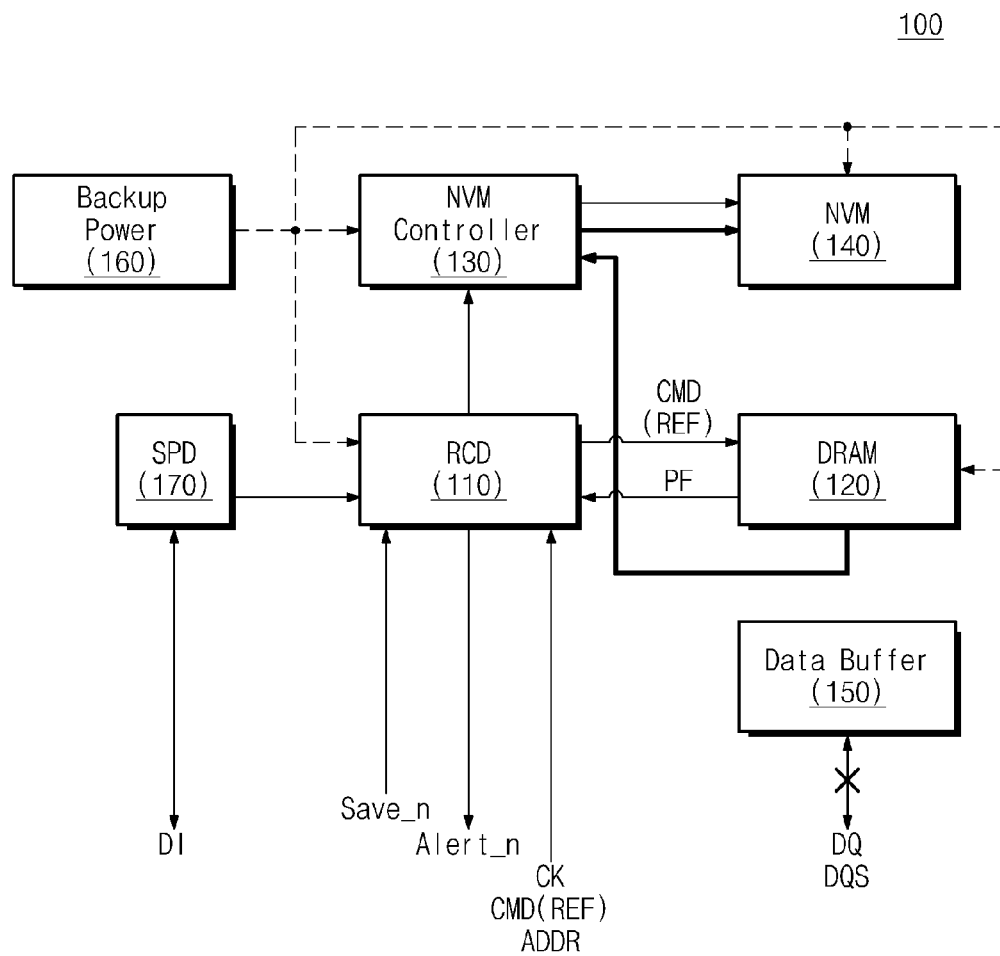 100
Backup
Power
(160)
NVM
Controller
(130)
NVM
(140)
SPD
(170)
RCD
(110)
CMD
(REF)
PF
DRAM
(120)
Data Buffer
(150)
DI
Save_n
Alert_n
CK
CMD(REF)
ADDR
DQ
DQS